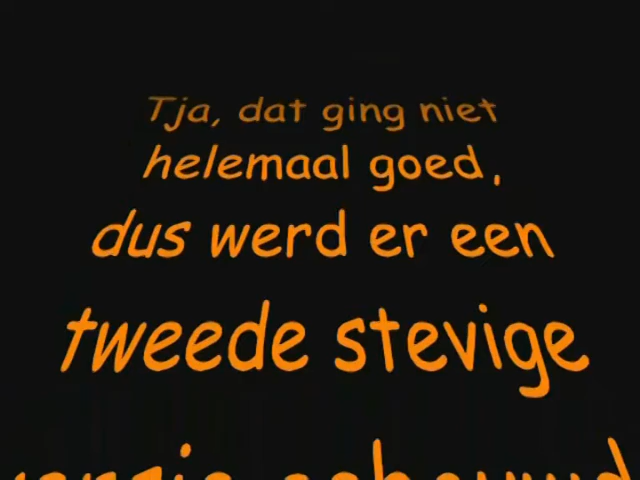 Tja, dat ging niet
helemaal goed,
dus werd er een
tweede stevige